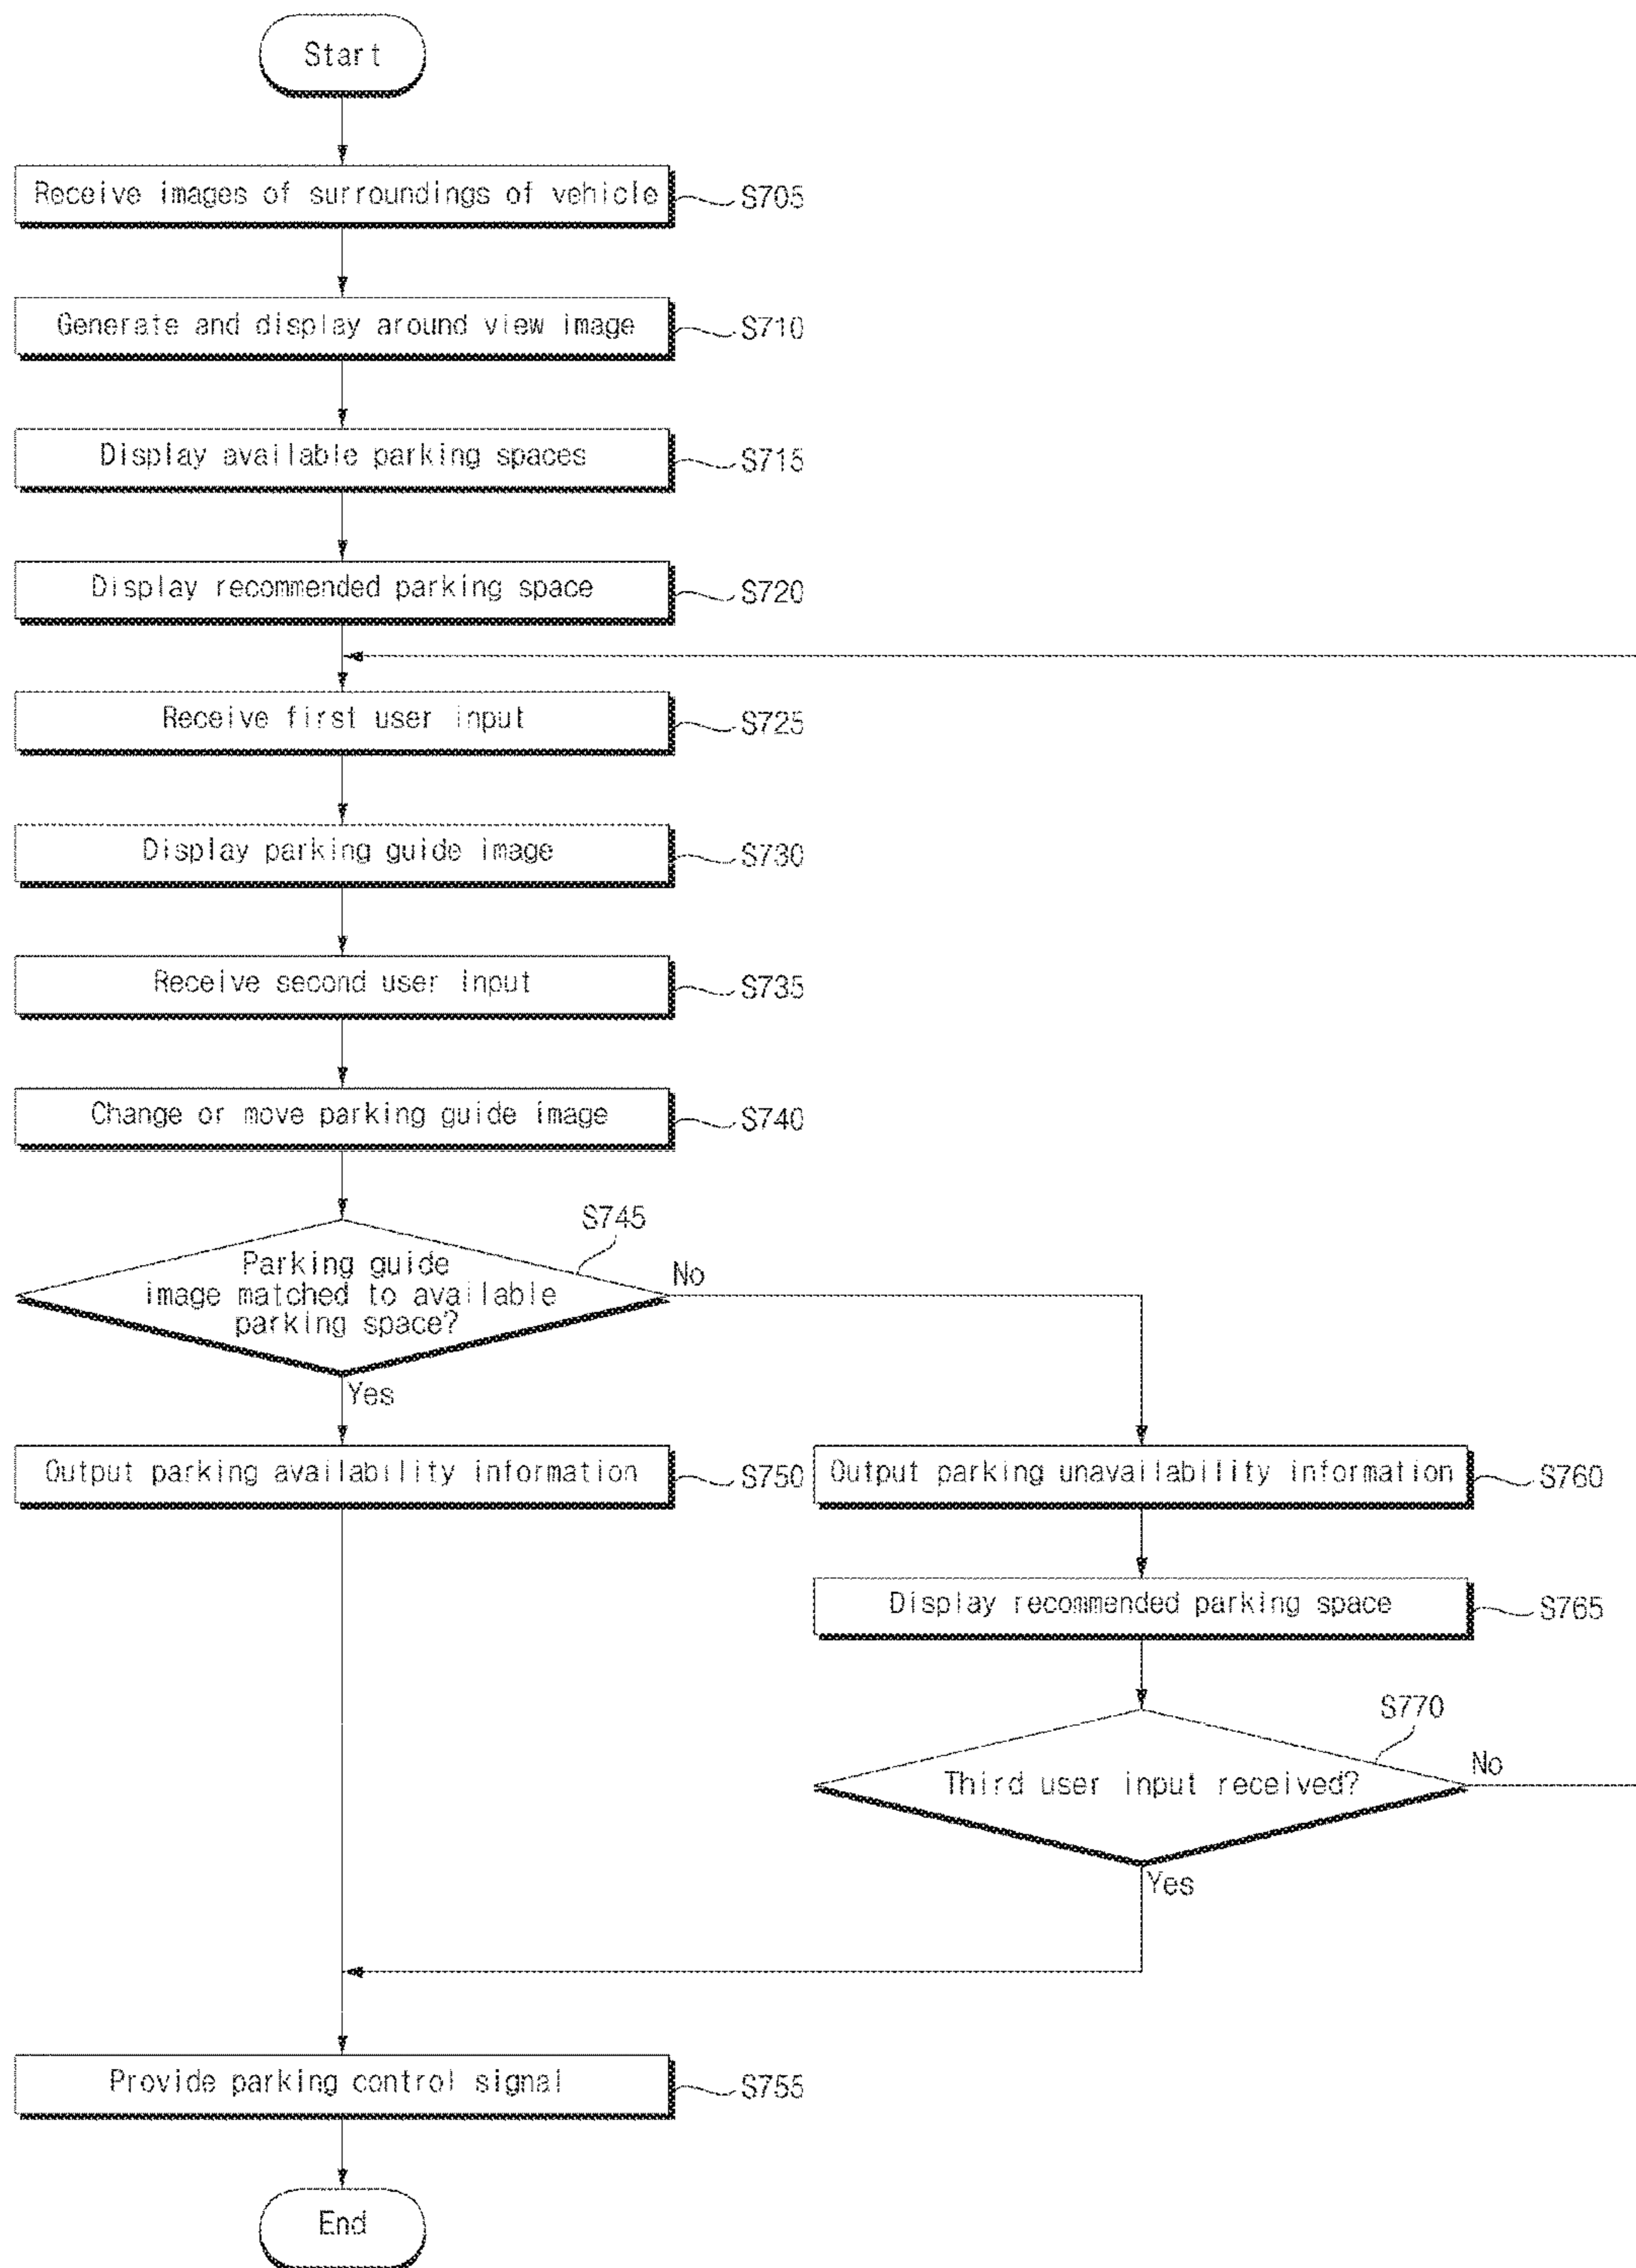 Start
Receive images of surroundings of vehicle
S705
Generate and display around view image
S710
Display available parking spaces
S715
Display recommended parking space
S720
Receive first user input
S725
Display parking guide image
S730
Receive second user input
S735
Change or move parking guide image
S740
S745
Parking guide
image matched to available
parking space?
No
Yes
Output parking availability information
S750
Output parking unavailability information
S760
Display recommended parking space
S765
S770
Third user input received?
No
Yes
Provide parking control signal
S755
End